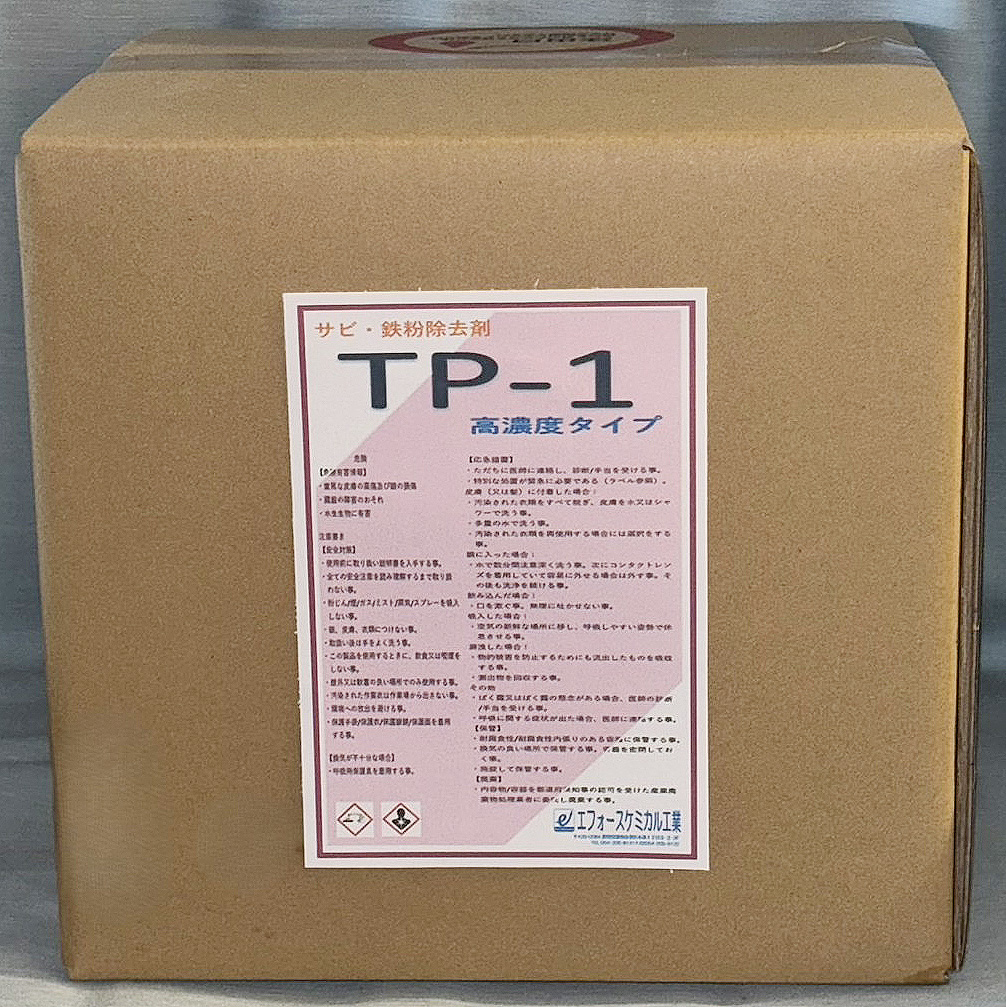 サビ・鉄粉除去剤
TP-1
高濃度タイプ
危険
【危険有害情報】
・重篤な皮膚の薬傷及び眼の損傷
・臓器の障害のおそれ
・水生生物に有害
注意書き
【安全対策】
・使用前に取り扱い説明書を入手する事。
・全ての安全注意を読み理解するまで取り扱
わない事。
・粉じん/煙/ガス/ミスト/蒸気/スプレーを吸入
しない事。
・眼、皮膚、衣類につけない事。
・取扱い後は手をよく洗う事。
・この製品を使用するときに、飲食又は喫煙を
しない事。
・屋外又は換気の良い場所でのみ使用する事。
・汚染された作業衣は作業場から出さない事。
・環境への放出を避ける事。
・保護手袋/保護衣/保護眼鏡/保護面を着用
する事。
【換気が不十分な場合】
・呼吸用保護具を着用する事。
【応急措置】
・ただちに医師に連絡し、診断/手当を受ける事。
・特別な処置が緊急に必要である（ラベル参照）。
皮膚（又は髪）に付着した場合：
・汚染された衣類をすべて脱ぎ、皮膚を水又はシャ
ワーで洗う事。
・多量の水で洗う事。
・汚染された衣類を再使用する場合には選択をする
事。
眼に入った場合：
・水で数分間注意深く洗う事。次にコンタクトレン
ズを着用していて容易に外せる場合は外す事。そ
の後も洗浄を続ける事。
飲み込んだ場合：
・口を漱ぐ事。無理に吐かせない事。
吸入した場合：
・空気の新鮮な場所に移し、呼吸しやすい姿勢で休
息させる事。
漏洩した場合：
・物的被害を防止するためにも流出したものを吸収
する事。
・漏出物を回収する事。
その他
・ばく露又はばく露の懸念がある場合、医師の診断
/手当を受ける事。
・呼吸に関する症状が出た場合、医師に連絡する事。
【保管】
・耐腐食性/耐腐食性内張りのある容器に保管する事。
・換気の良い場所で保管する事。容器を密閉してお
く事。
・施錠して保管する事。
【廃棄】
・内容物/容器を都道府県知事の認可を受けた産業廃
棄物処理業者に委託し廃棄する事。
エフォースケミカル工業